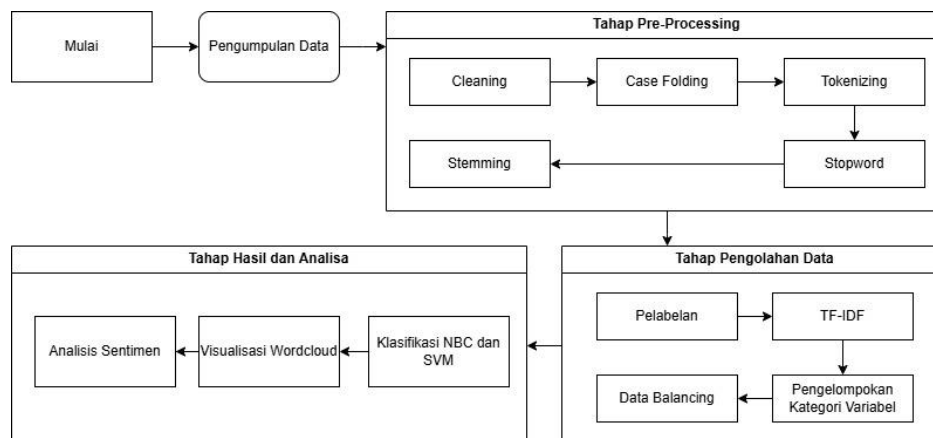 Mulai
Pengumpulan Data
Tahap Pre-Processing
Cleaning
Case Folding
Tokenizing
Stemming
Stopword
Tahap Hasil dan Analisa
Analisis Sentimen
Visualisasi Wordcloud
Klasifikasi NBC dan
SVM
Tahap Pengolahan Data
Pelabelan
TF-IDF
Data Balancing
Pengelompokan
Kategori Variabel